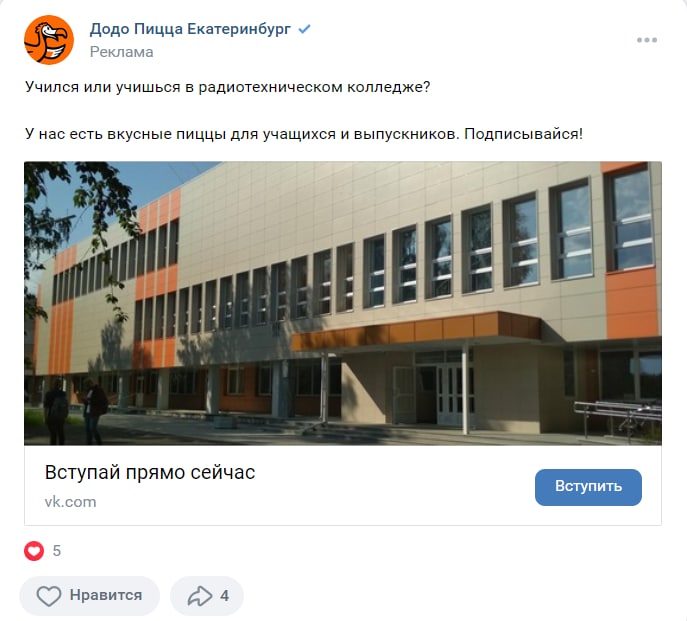 Додо Пицца Екатеринбург
Реклама
Учился или учишься в радиотехническом колледже?
У нас есть вкусные пиццы для учащихся и выпускников. Подписывайся!
Вступай прямо сейчас
vk.com
Вступить
5
Нравится
4